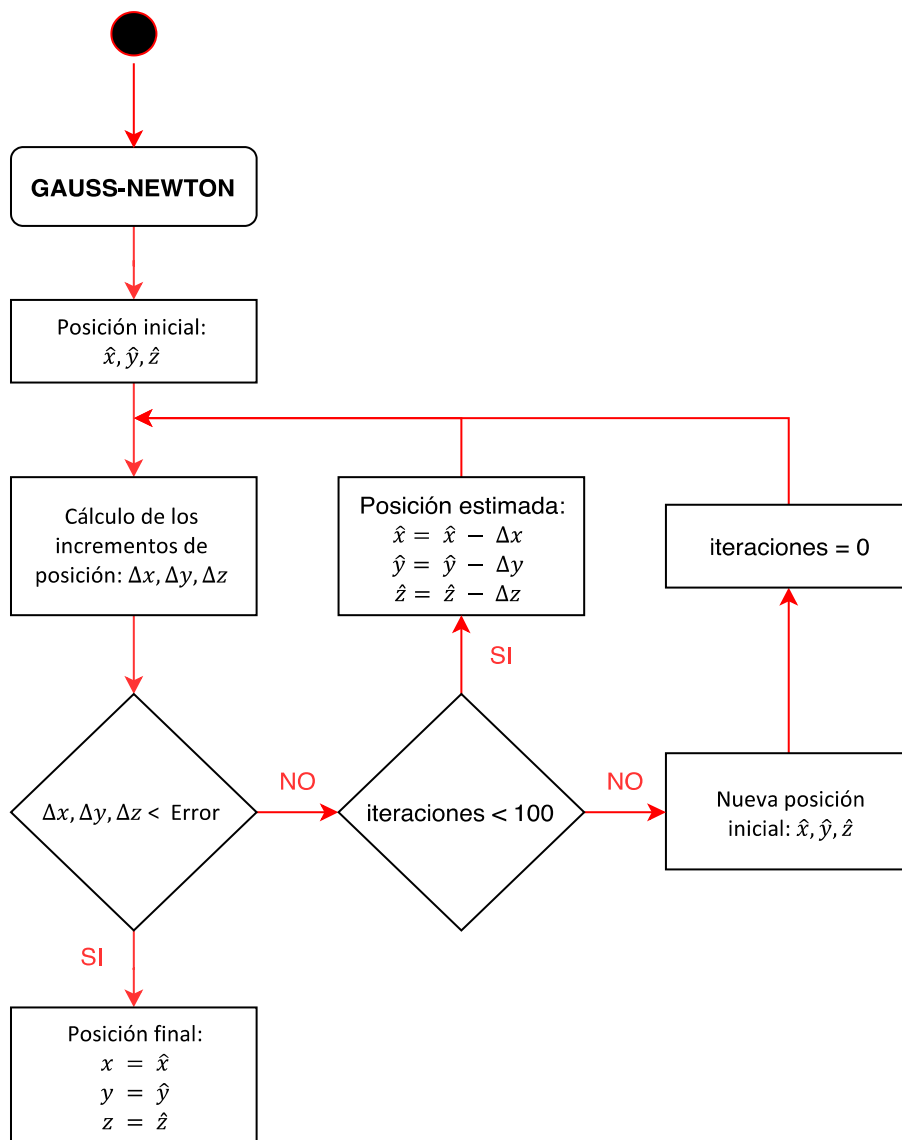 GAUSS-NEWTON
Posición inicial:
x̂, ŷ, ẑ
Cálculo de los
incrementos de
posición: Δx, Δy, Δz
Posición estimada:
x̂ = x̂ − Δx
ŷ = ŷ − Δy
ẑ = ẑ − Δz
iteraciones = 0
SI
Δx, Δy, Δz < Error
NO
iteraciones < 100
NO
Nueva posición
inicial: x̂, ŷ, ẑ
SI
Posición final:
x = x̂
y = ŷ
z = ẑ